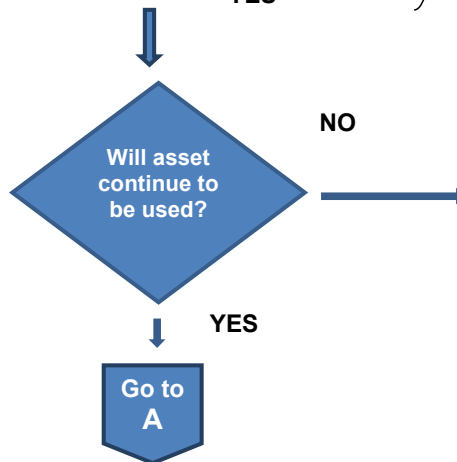 NO
Will asset
continue to
be used?
YES
Go to
A